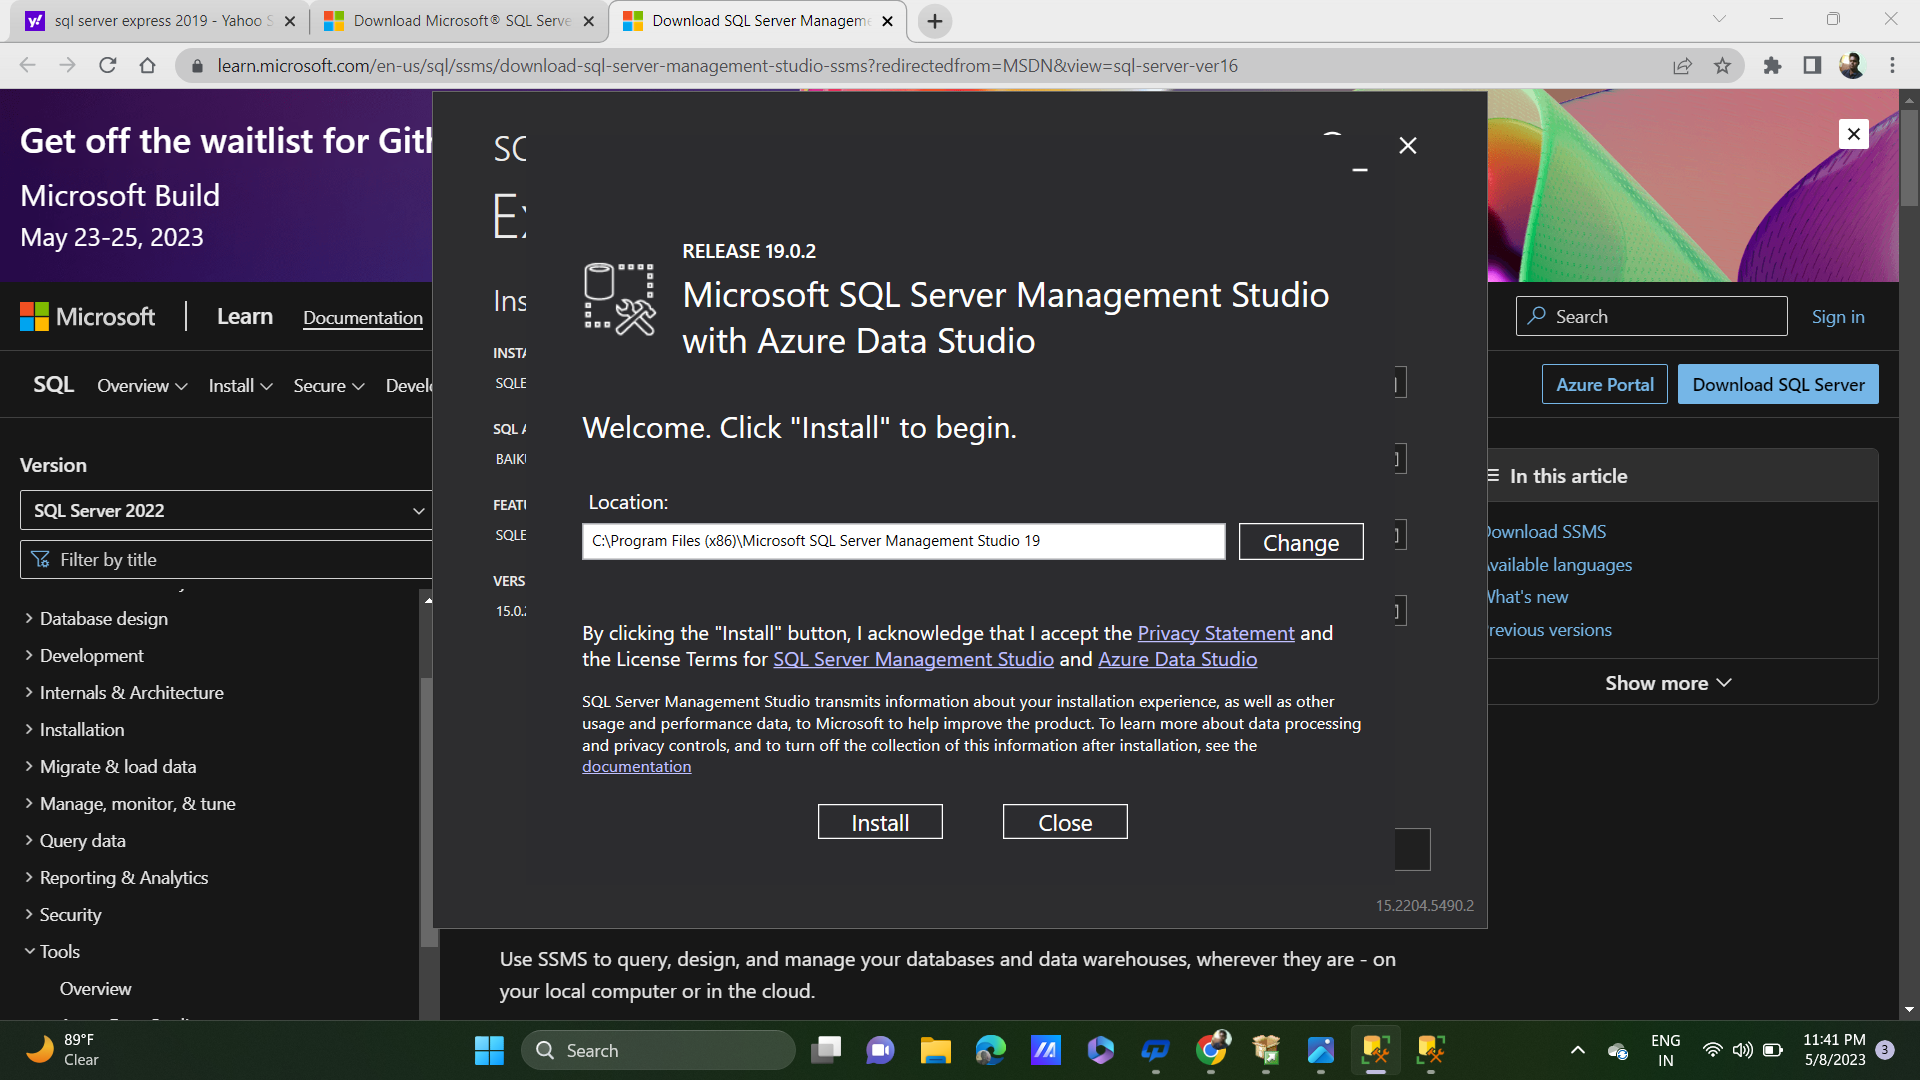 sql server express 2019 - Yahoo S
Download Microsoft® SQL Serve
Download SQL Server Managem
learn.microsoft.com/en-us/sql/ssms/download-sql-server-management-studio-ssms?redirectedfrom=MSDN&view=sql-server-ver16
Get off the waitlist for Gith
Microsoft Build
May 23-25, 2023
Microsoft
Learn
Documentation
Search
Sign in
SQL
Overview
Install
Secure
Develo
Azure Portal
Download SQL Server
Version
SQL Server 2022
Filter by title
Database design
Development
Internals & Architecture
Installation
Migrate & load data
Manage, monitor, & tune
Query data
Reporting & Analytics
Security
Tools
Overview
SQ
Ex
Ins
INSTA
SQLE
SQL A
BAIKU
FEATU
SQLE
VERS
15.0.2
RELEASE 19.0.2
Microsoft SQL Server Management Studio
with Azure Data Studio
Welcome. Click "Install" to begin.
Location:
C:\Program Files (x86)\Microsoft SQL Server Management Studio 19
Change
By clicking the "Install" button, I acknowledge that I accept the Privacy Statement and
the License Terms for SQL Server Management Studio and Azure Data Studio
SQL Server Management Studio transmits information about your installation experience, as well as other
usage and performance data, to Microsoft to help improve the product. To learn more about data processing
and privacy controls, and to turn off the collection of this information after installation, see the
documentation
Install
Close
15.2204.5490.2
In this article
Download SSMS
Available languages
What's new
Previous versions
Show more
Use SSMS to query, design, and manage your databases and data warehouses, wherever they are - on
your local computer or in the cloud.
89°F
Clear
Search
ENG
IN
11:41 PM
5/8/2023
3